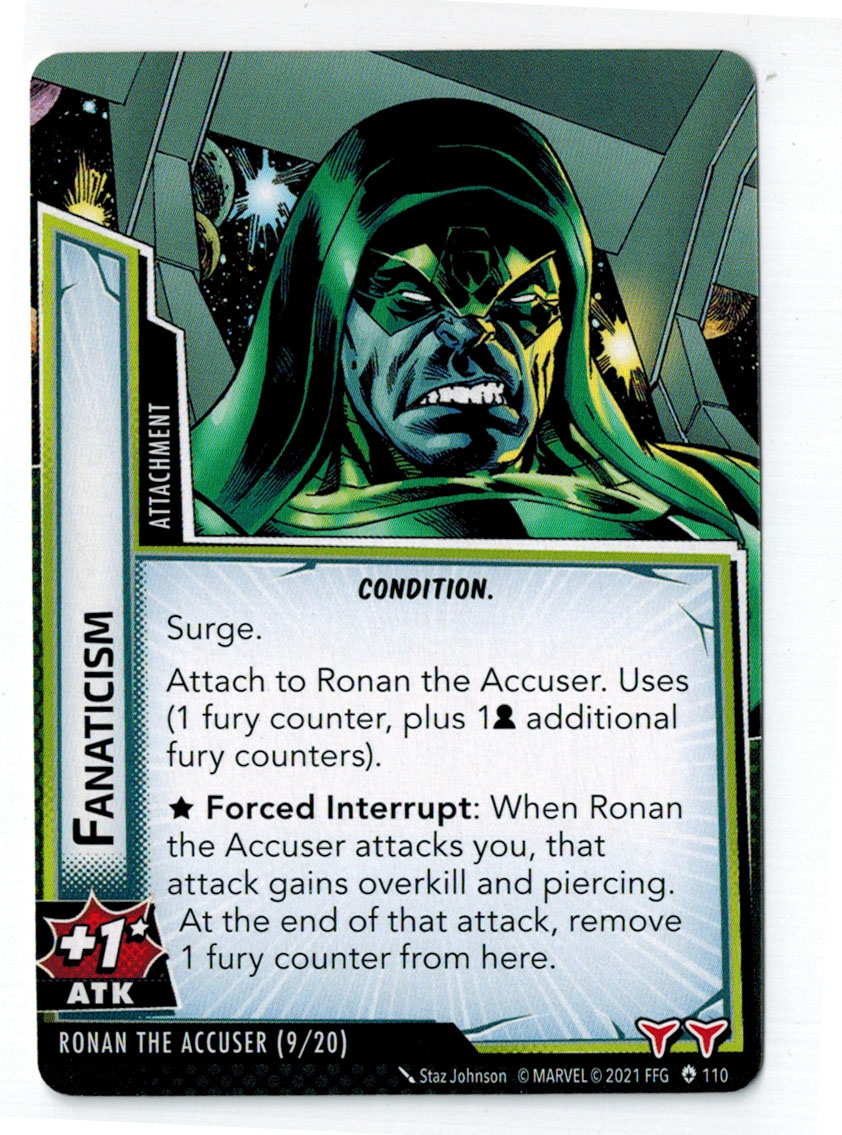 ATTACHMENT
FANATICISM
CONDITION.
Surge.
Attach to Ronan the Accuser. Uses
(1 fury counter, plus 1 additional
fury counters).
★ Forced Interrupt: When Ronan
the Accuser attacks you, that
attack gains overkill and piercing.
At the end of that attack, remove
1 fury counter from here.
+1★
ATK
RONAN THE ACCUSER (9/20)
Staz Johnson © MARVEL © 2021 FFG 110